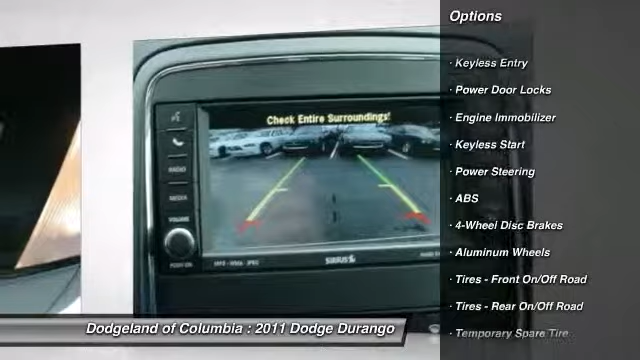 Options
· Keyless Entry
· Power Door Locks
· Engine Immobilizer
· Keyless Start
· Power Steering
· ABS
· 4-Wheel Disc Brakes
· Aluminum Wheels
· Tires - Front On/Off Road
· Tires - Rear On/Off Road
· Temporary Spare Tire
Check Entire Surroundings!
RADIO
MEDIA
VOLUME
SIRIUS
Dodgeland of Columbia : 2011 Dodge Durango